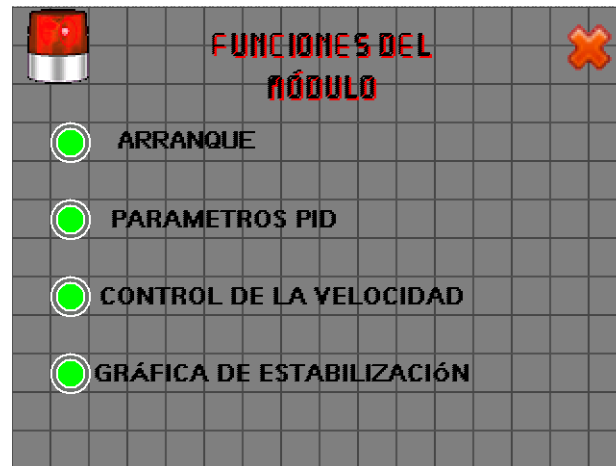 FUNCIONES DEL
MÓDULO
ARRANQUE
PARAMETROS PID
CONTROL DE LA VELOCIDAD
GRÁFICA DE ESTABILIZACIóN